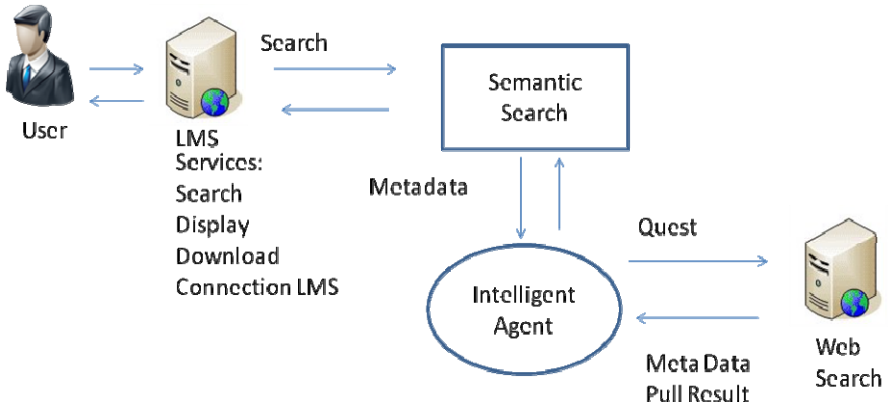 Search
Semantic
Search
User
LMS
Services:
Search
Display
Download
Connection LMS
Metadata
Quest
Intelligent
Agent
Web
Search
Meta Data
Pull Result